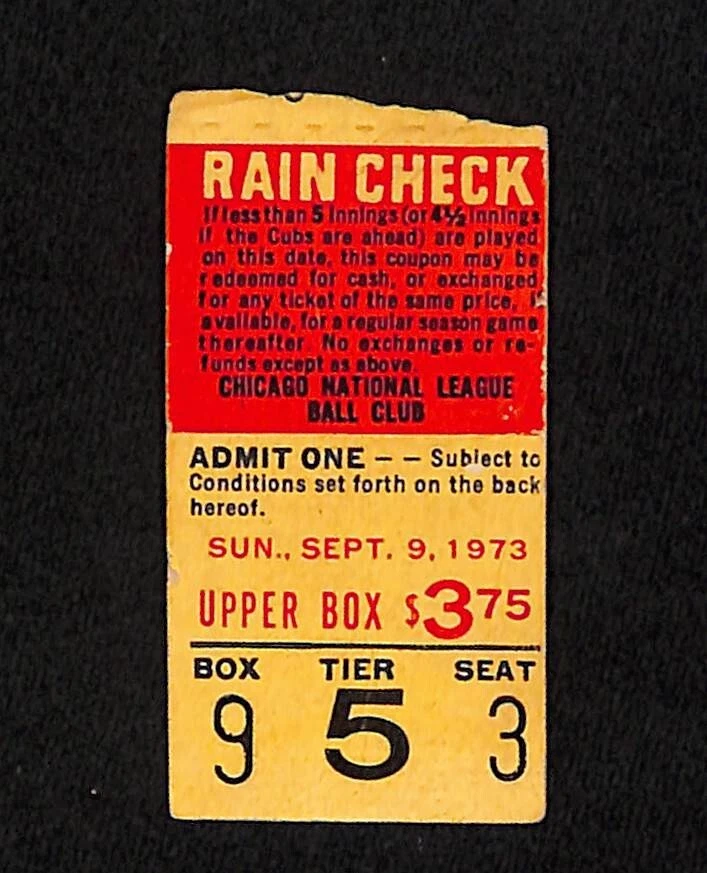 RAIN CHECK
If less than 5 innings (or 4½ innings
if the Cubs are ahead) are played
on this date, this coupon may be
redeemed for cash, or exchanged
for any ticket of the same price, i
available, for a regular season game
thereafter. No exchanges or re-
funds except as above.
CHICAGO NATIONAL LEAGUE
BALL CLUB
ADMIT ONE -- Subject to
Conditions set forth on the back
hereof.
SUN., SEPT. 9, 1973
UPPER BOX $3 75
BOX TIER SEAT
9 5 3